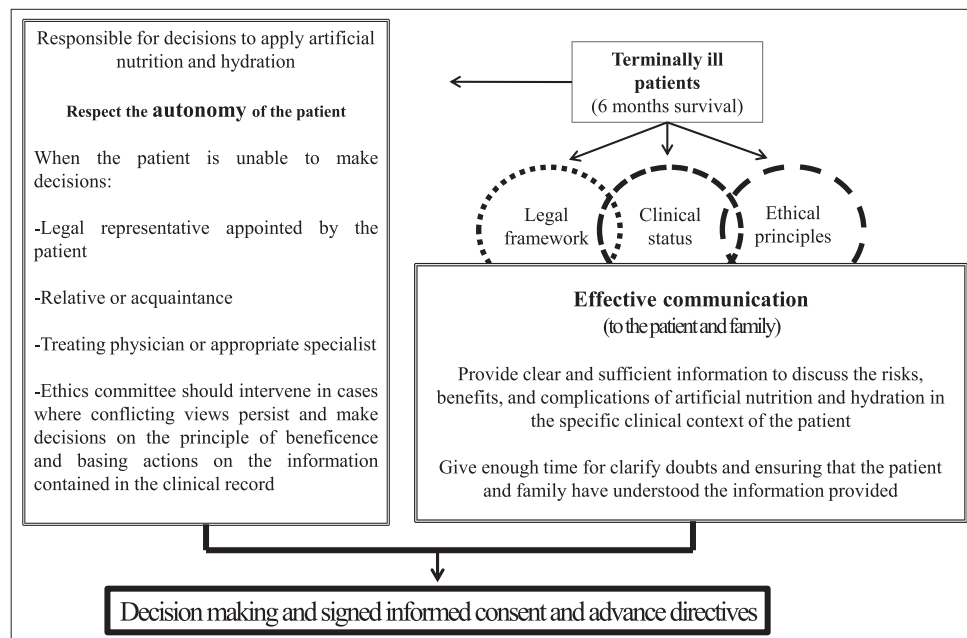 Responsible for decisions to apply artificial
nutrition and hydration
Respect the autonomy of the patient
When the patient is unable to make
decisions:
-Legal representative appointed by the
patient
-Relative or acquaintance
-Treating physician or appropriate specialist
-Ethics committee should intervene in cases
where conflicting views persist and make
decisions on the principle of beneficence
and basing actions on the information
contained in the clinical record
Terminally ill
patients
(6 months survival)
Legal
framework
Clinical
status
Ethical
principles
Effective communication
(to the patient and family)
Provide clear and sufficient information to discuss the risks,
benefits, and complications of artificial nutrition and hydration in
the specific clinical context of the patient
Give enough time for clarify doubts and ensuring that the patient
and family have understood the information provided
Decision making and signed informed consent and advance directives